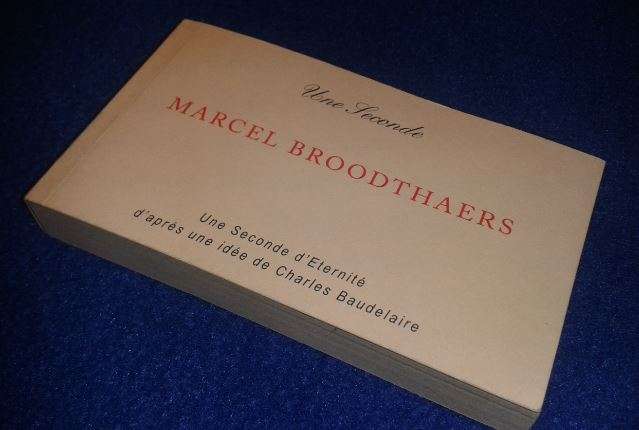 Une Seconde
MARCEL BROODTHAERS
Une Seconde d'Eternité
d'après une idée de Charles Baudelaire